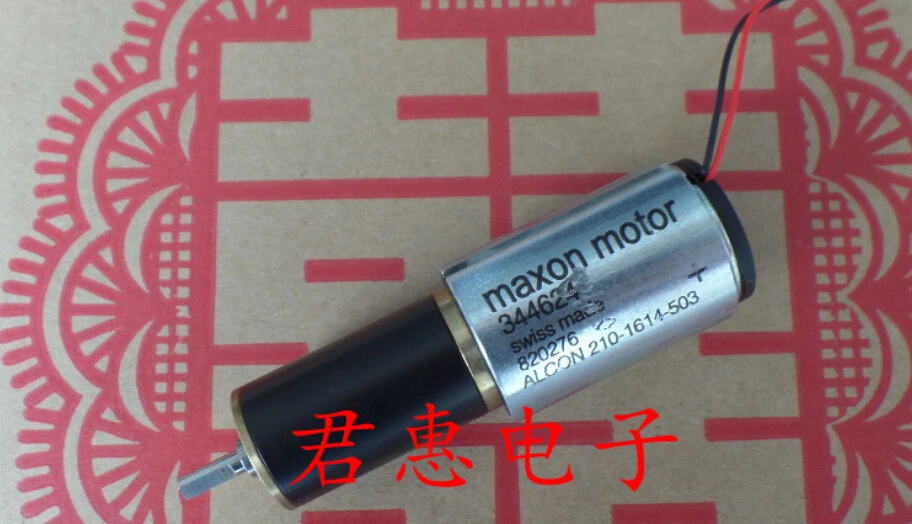 maxon motor
344624
swiss made
820276
ALCON 210-1614-503
君惠电子